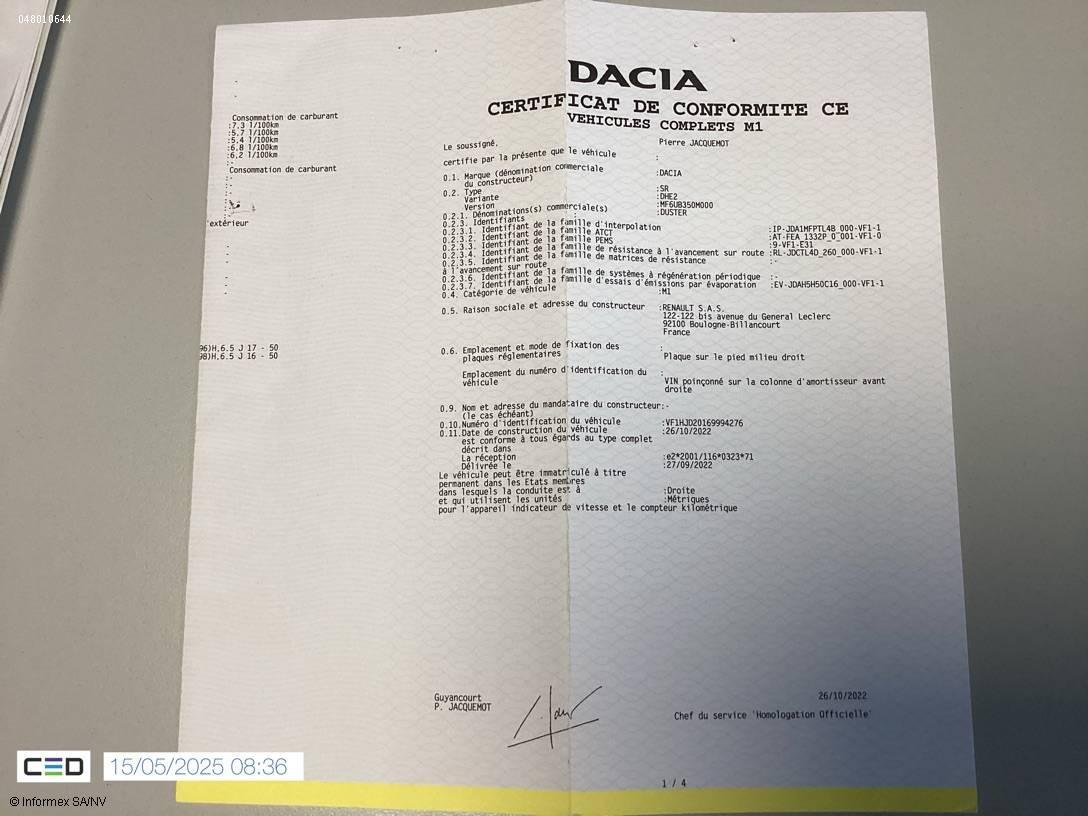 048010644
DACIA
CERTIFICAT DE CONFORMITE CE
VEHICULES COMPLETS M1
Consommation de carburant
:7.3 l/100km
:5.7 l/100km
:5.4 l/100km
:6.8 l/100km
:6.2 l/100km
:-
Consommation de carburant
:-
:-
:-
'extérieur
96)H,6.5 J 17 - 50
98)H,6.5 J 16 - 50
Le soussigné. Pierre JACQUEMOT
certifie par la présente que le véhicule :
0.1. Marque (dénomination commerciale :DACIA
du constructeur)
0.2. Type :SR
Variante :DHE2
Version :MF6UB350M000
0.2.1. Dénominations(s) commerciale(s) :DUSTER
0.2.3. Identifiants :
0.2.3.1. Identifiant de la famille d'interpolation :IP-JDA1MFPTL4B_000-VF1-1
0.2.3.2. Identifiant de la famille ATCT :AT-FEA_1332P_0_001-VF1-0
0.2.3.3. Identifiant de la famille PEMS :9-VF1-E31
0.2.3.4. Identifiant de la famille de résistance à l'avancement sur route :RL-JDCTL4D_260_000-VF1-1
0.2.3.5. Identifiant de la famille de matrices de résistance :-
à l'avancement sur route
0.2.3.6. Identifiant de la famille de systèmes à régénération périodique :-
0.2.3.7. Identifiant de la famille d'essais d'émissions par évaporation :EV-JDAH5H50C16_000-VF1-1
0.4. Catégorie de véhicule :M1
0.5. Raison sociale et adresse du constructeur :RENAULT S.A.S.
122-122 bis avenue du General Leclerc
92100 Boulogne-Billancourt
France
0.6. Emplacement et mode de fixation des :
plaques réglementaires Plaque sur le pied milieu droit
Emplacement du numéro d'identification du :
véhicule VIN poinçonné sur la colonne d'amortisseur avant
droite
0.9. Nom et adresse du mandataire du constructeur:-
(le cas échéant)
0.10.Numéro d'identification du véhicule :VF1HJD20169994276
0.11.Date de construction du véhicule :26/10/2022
est conforme à tous égards au type complet
décrit dans
La réception :e2*2001/116*0323*71
Délivrée le :27/09/2022
Le véhicule peut être immatriculé à titre
permanent dans les Etats membres
dans lesquels la conduite est à :Droite
et qui utilisent les unités :Métriques
pour l'appareil indicateur de vitesse et le compteur kilométrique
Guyancourt 26/10/2022
P. JACQUEMOT Chef du service 'Homologation Officielle'
1 / 4
CED 15/05/2025 08:36
© Informex SA/NV